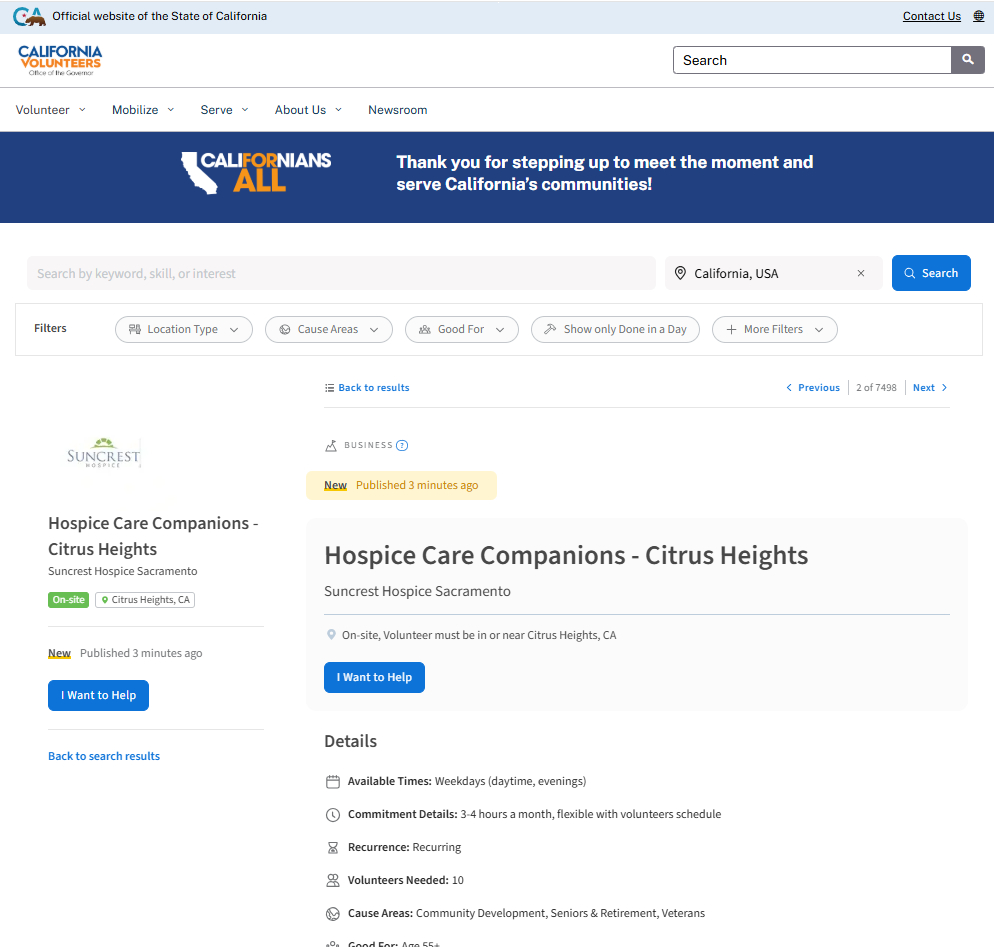 Official website of the State of California
Contact Us
CALIFORNIA
VOLUNTEERS
Office of the Governor
Search
Volunteer
Mobilize
Serve
About Us
Newsroom
CALIFORNIANS
ALL
Thank you for stepping up to meet the moment and
serve California's communities!
Search by keyword, skill, or interest
California, USA
Search
Filters
Location Type
Cause Areas
Good For
Show only Done in a Day
More Filters
Back to results
Previous
2 of 7498
Next
SUNCREST
HOSPICE
Hospice Care Companions -
Citrus Heights
Suncrest Hospice Sacramento
On-site
Citrus Heights, CA
New Published 3 minutes ago
I Want to Help
Back to search results
BUSINESS
New Published 3 minutes ago
Hospice Care Companions - Citrus Heights
Suncrest Hospice Sacramento
On-site, Volunteer must be in or near Citrus Heights, CA
I Want to Help
Details
Available Times: Weekdays (daytime, evenings)
Commitment Details: 3-4 hours a month, flexible with volunteers schedule
Recurrence: Recurring
Volunteers Needed: 10
Cause Areas: Community Development, Seniors & Retirement, Veterans
Good For: Age 55+